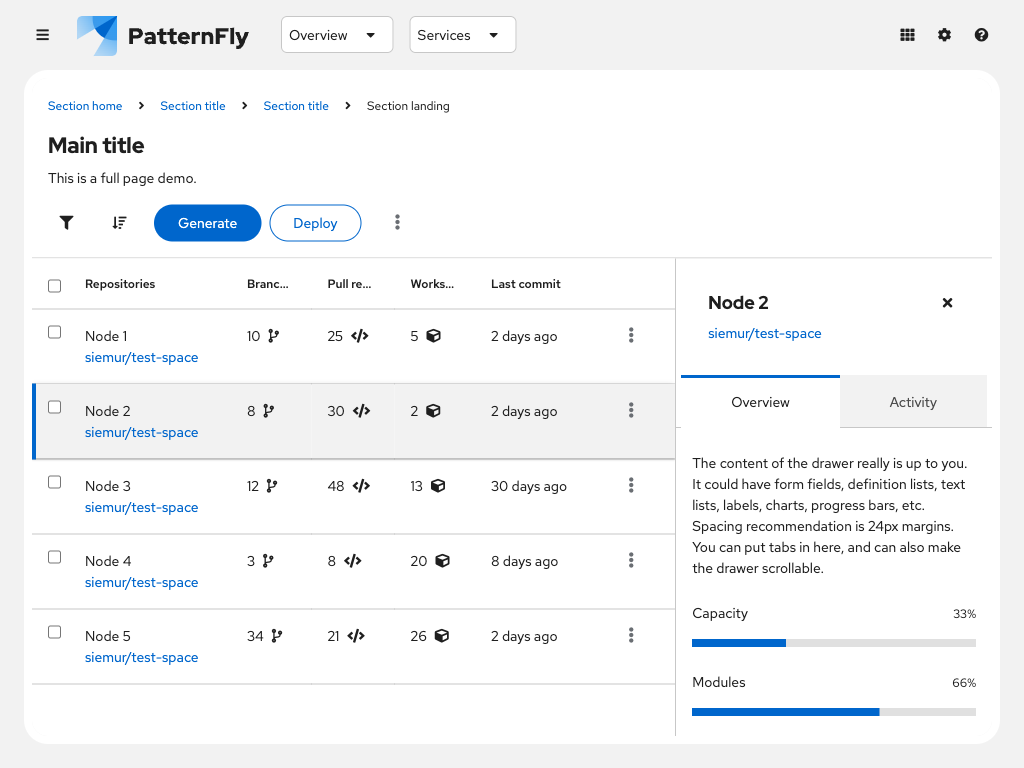 PatternFly Overview Services
Section home Section title Section title Section landing
Main title
This is a full page demo.
Generate Deploy
Repositories Branc... Pull re... Works... Last commit
Node 1 10 25 5 2 days ago
siemur/test-space
Node 2 8 30 2 2 days ago
siemur/test-space
Node 3 12 48 13 30 days ago
siemur/test-space
Node 4 3 8 20 8 days ago
siemur/test-space
Node 5 34 21 26 2 days ago
siemur/test-space
Node 2
siemur/test-space
Overview Activity
The content of the drawer really is up to you.
It could have form fields, definition lists, text
lists, labels, charts, progress bars, etc.
Spacing recommendation is 24px margins.
You can put tabs in here, and can also make
the drawer scrollable.
Capacity 33%
Modules 66%